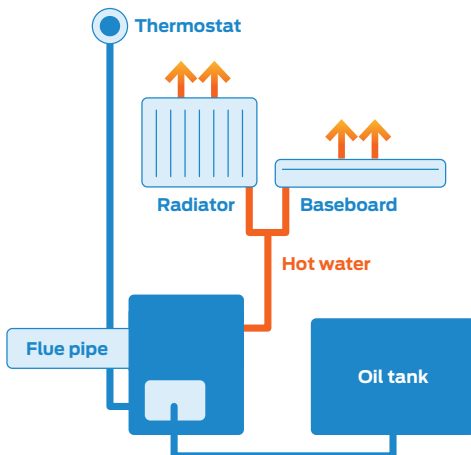 Thermostat
Radiator
Baseboard
Hot water
Flue pipe
Oil tank